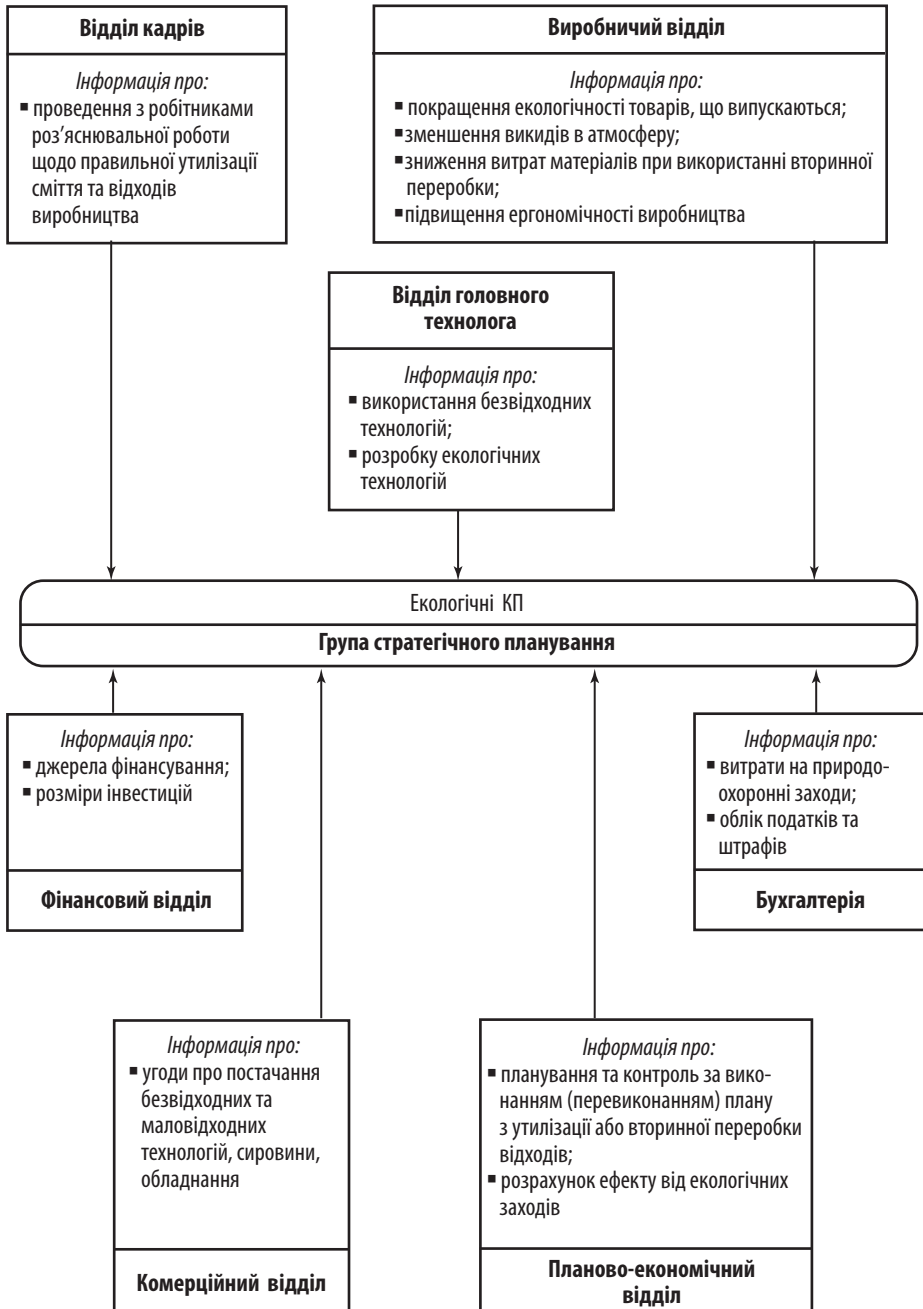 Відділ кадрів
Інформація про:
▪ проведення з робітниками
роз’яснювальної роботи
щодо правильної утилізації
сміття та відходів
виробництва
Виробничий відділ
Інформація про:
▪ покращення екологічності товарів, що випускаються;
▪ зменшення викидів в атмосферу;
▪ зниження витрат матеріалів при використанні вторинної
переробки;
▪ підвищення ергономічності виробництва
Відділ головного
технолога
Інформація про:
▪ використання безвідходних
технологій;
▪ розробку екологічних
технологій
Екологічні КП
Група стратегічного планування
Інформація про:
▪ джерела фінансування;
▪ розміри інвестицій
Фінансовий відділ
Інформація про:
▪ витрати на природо-
охоронні заходи;
▪ облік податків та
штрафів
Бухгалтерія
Інформація про:
▪ угоди про постачання
безвідходних та
маловідходних
технологій, сировини,
обладнання
Комерційний відділ
Інформація про:
▪ планування та контроль за вико-
нанням (перевиконанням) плану
з утилізації або вторинної переробки
відходів;
▪ розрахунок ефекту від екологічних
заходів
Планово-економічний
відділ